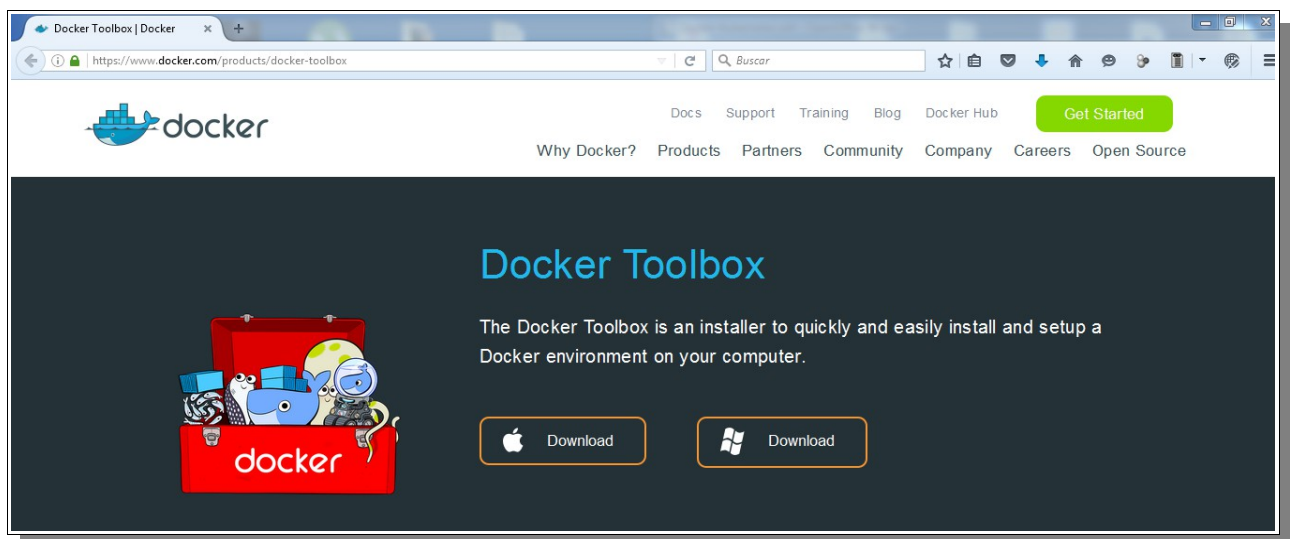 Docker Toolbox | Docker
https://www.docker.com/products/docker-toolbox
Buscar
docker
Docs Support Training Blog Docker Hub Get Started
Why Docker? Products Partners Community Company Careers Open Source
Docker Toolbox
The Docker Toolbox is an installer to quickly and easily install and setup a
Docker environment on your computer.
docker
Download Download